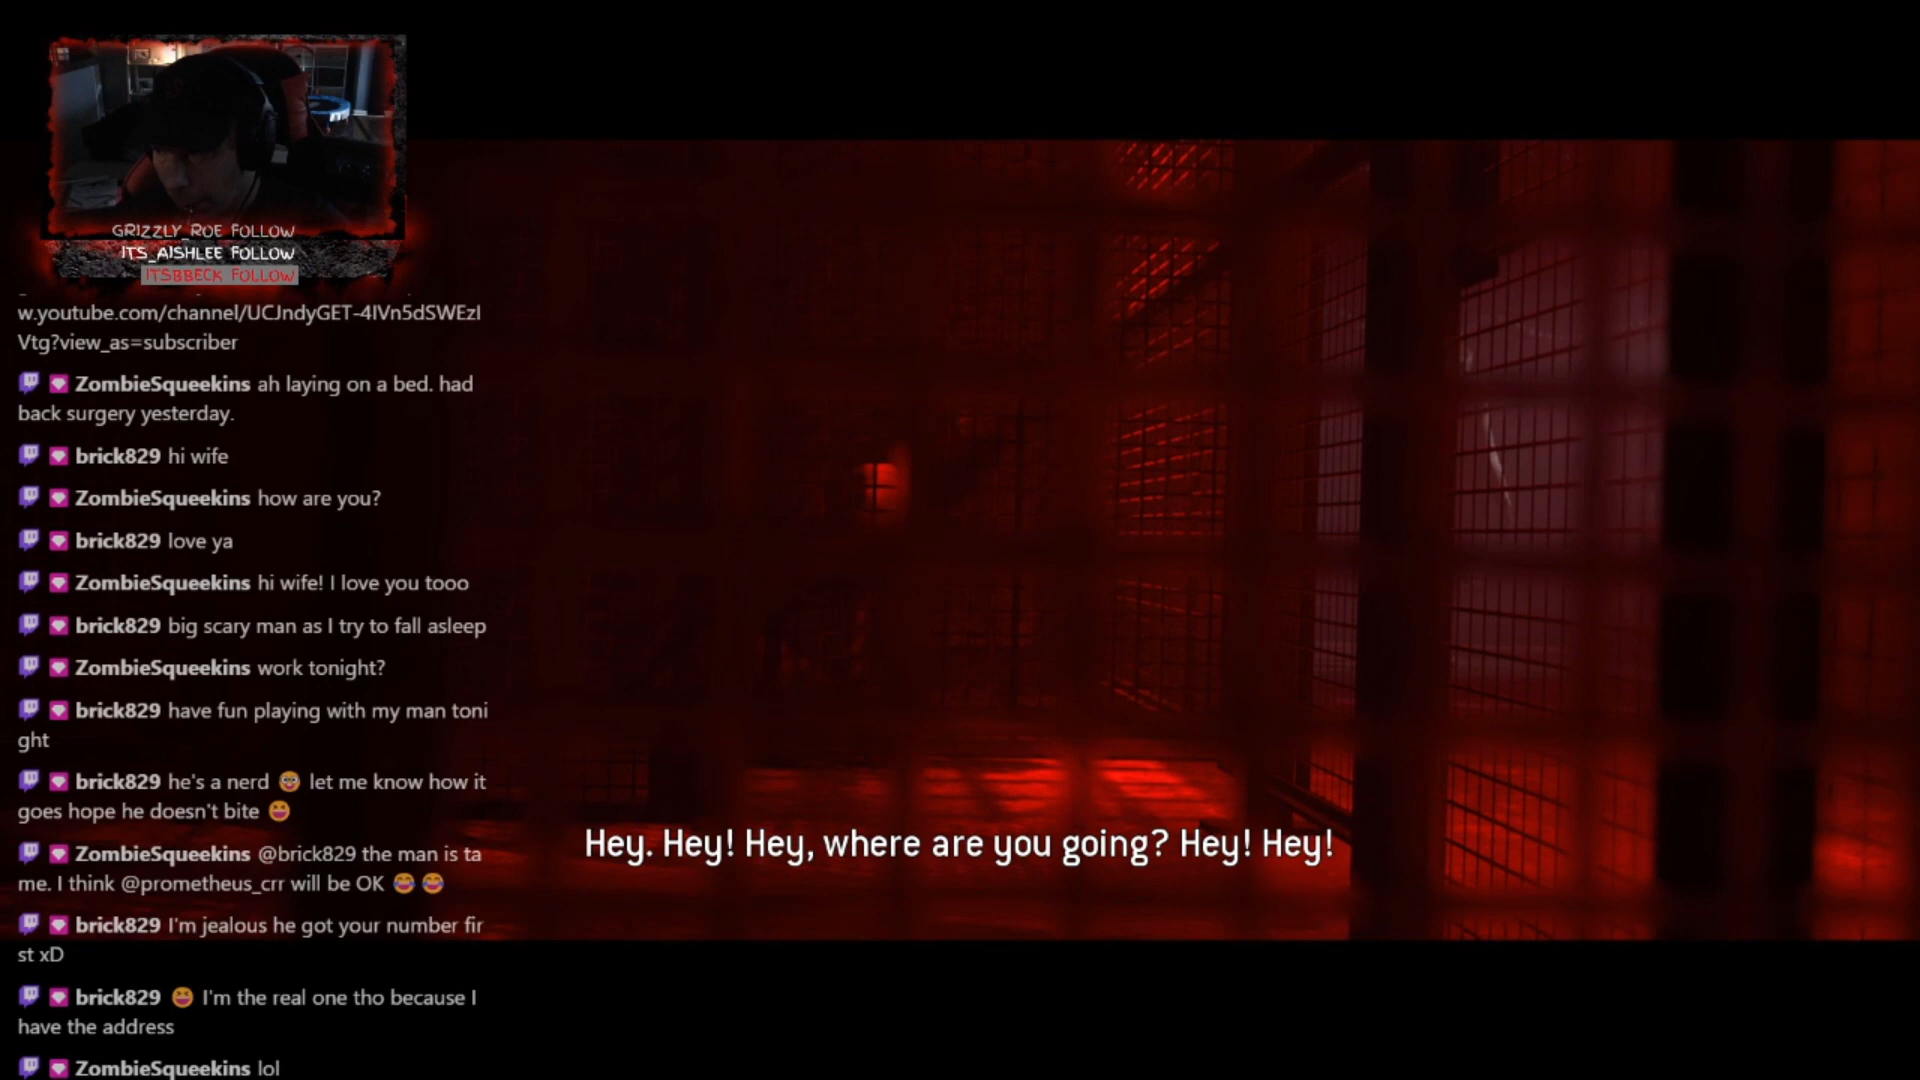 GRIZZLY_ROE FOLLOW
ITS_AISHLEE FOLLOW
ITSBBECK FOLLOW
w.youtube.com/channel/UCJndyGET-4IVn5dSWEzI
Vtg?view_as=subscriber
ZombieSqueekins ah laying on a bed. had
back surgery yesterday.
brick829 hi wife
ZombieSqueekins how are you?
brick829 love ya
ZombieSqueekins hi wife! I love you tooo
brick829 big scary man as I try to fall asleep
ZombieSqueekins work tonight?
brick829 have fun playing with my man toni
ght
brick829 he's a nerd 🤓 let me know how it
goes hope he doesn't bite 😆
ZombieSqueekins @brick829 the man is ta
me. I think @prometheus_crr will be OK 😂 😂
Hey. Hey! Hey, where are you going? Hey! Hey!
brick829 I'm jealous he got your number fir
st xD
brick829 😆 I'm the real one tho because I
have the address
ZombieSqueekins lol